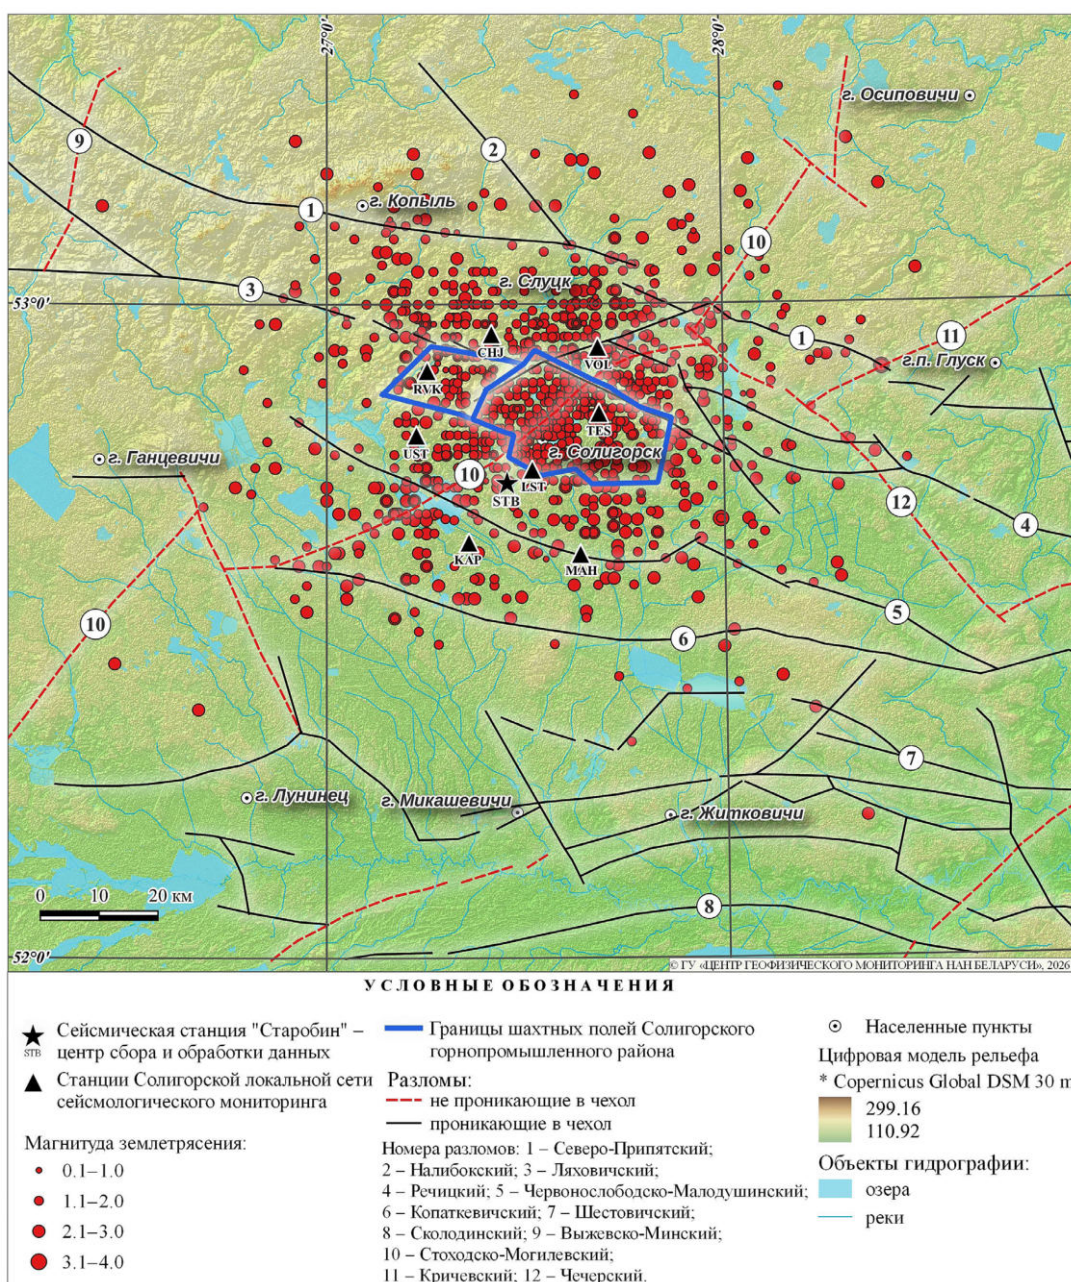 27°0'
28°0'
г. Осиповичи
9
2
г. Копыль
1
10
3
г. Слуцк
53°0'
11
1
CHJ
VOL
г.п. Глуск
RVK
TES
UST
г. Солигорск
г. Ганцевичи
10
LST
STB
12
4
KAP
MAH
10
5
6
7
г. Лунинец
г. Микашевичи
г. Житковичи
0 10 20 км
8
52°0'
© ГУ «ЦЕНТР ГЕОФИЗИЧЕСКОГО МОНИТОРИНГА НАН БЕЛАРУСИ», 2026
УСЛОВНЫЕ ОБОЗНАЧЕНИЯ
STB
Сейсмическая станция "Старобин" –
центр сбора и обработки данных
Станции Солигорской локальной сети
сейсмологического мониторинга
Магнитуда землетрясения:
0.1–1.0
1.1–2.0
2.1–3.0
3.1–4.0
Границы шахтных полей Солигорского
горнопромышленного района
Разломы:
не проникающие в чехол
проникающие в чехол
Номера разломов: 1 – Северо-Припятский;
2 – Налибокский; 3 – Ляховичский;
4 – Речицкий; 5 – Червонослободско-Малодушинский;
6 – Копаткевичский; 7 – Шестовичский;
8 – Сколодинский; 9 – Выжевско-Минский;
10 – Стоходско-Могилевский;
11 – Кричевский; 12 – Чечерский.
Населенные пункты
Цифровая модель рельефа
* Copernicus Global DSM 30 m
299.16
110.92
Объекты гидрографии:
озера
реки